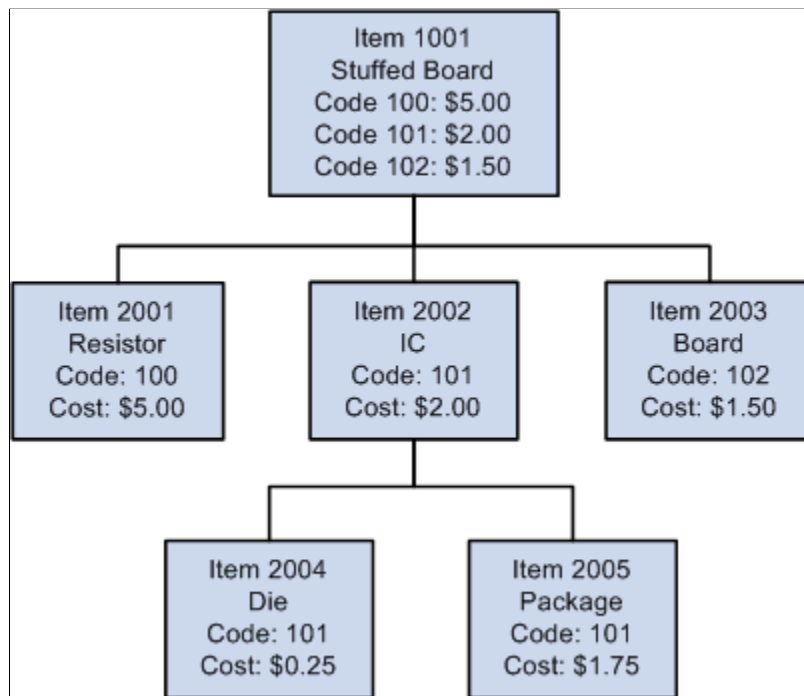 Item 1001
Stuffed Board
Code 100: $5.00
Code 101: $2.00
Code 102: $1.50
Item 2001
Resistor
Code: 100
Cost: $5.00
Item 2002
IC
Code: 101
Cost: $2.00
Item 2003
Board
Code: 102
Cost: $1.50
Item 2004
Die
Code: 101
Cost: $0.25
Item 2005
Package
Code: 101
Cost: $1.75